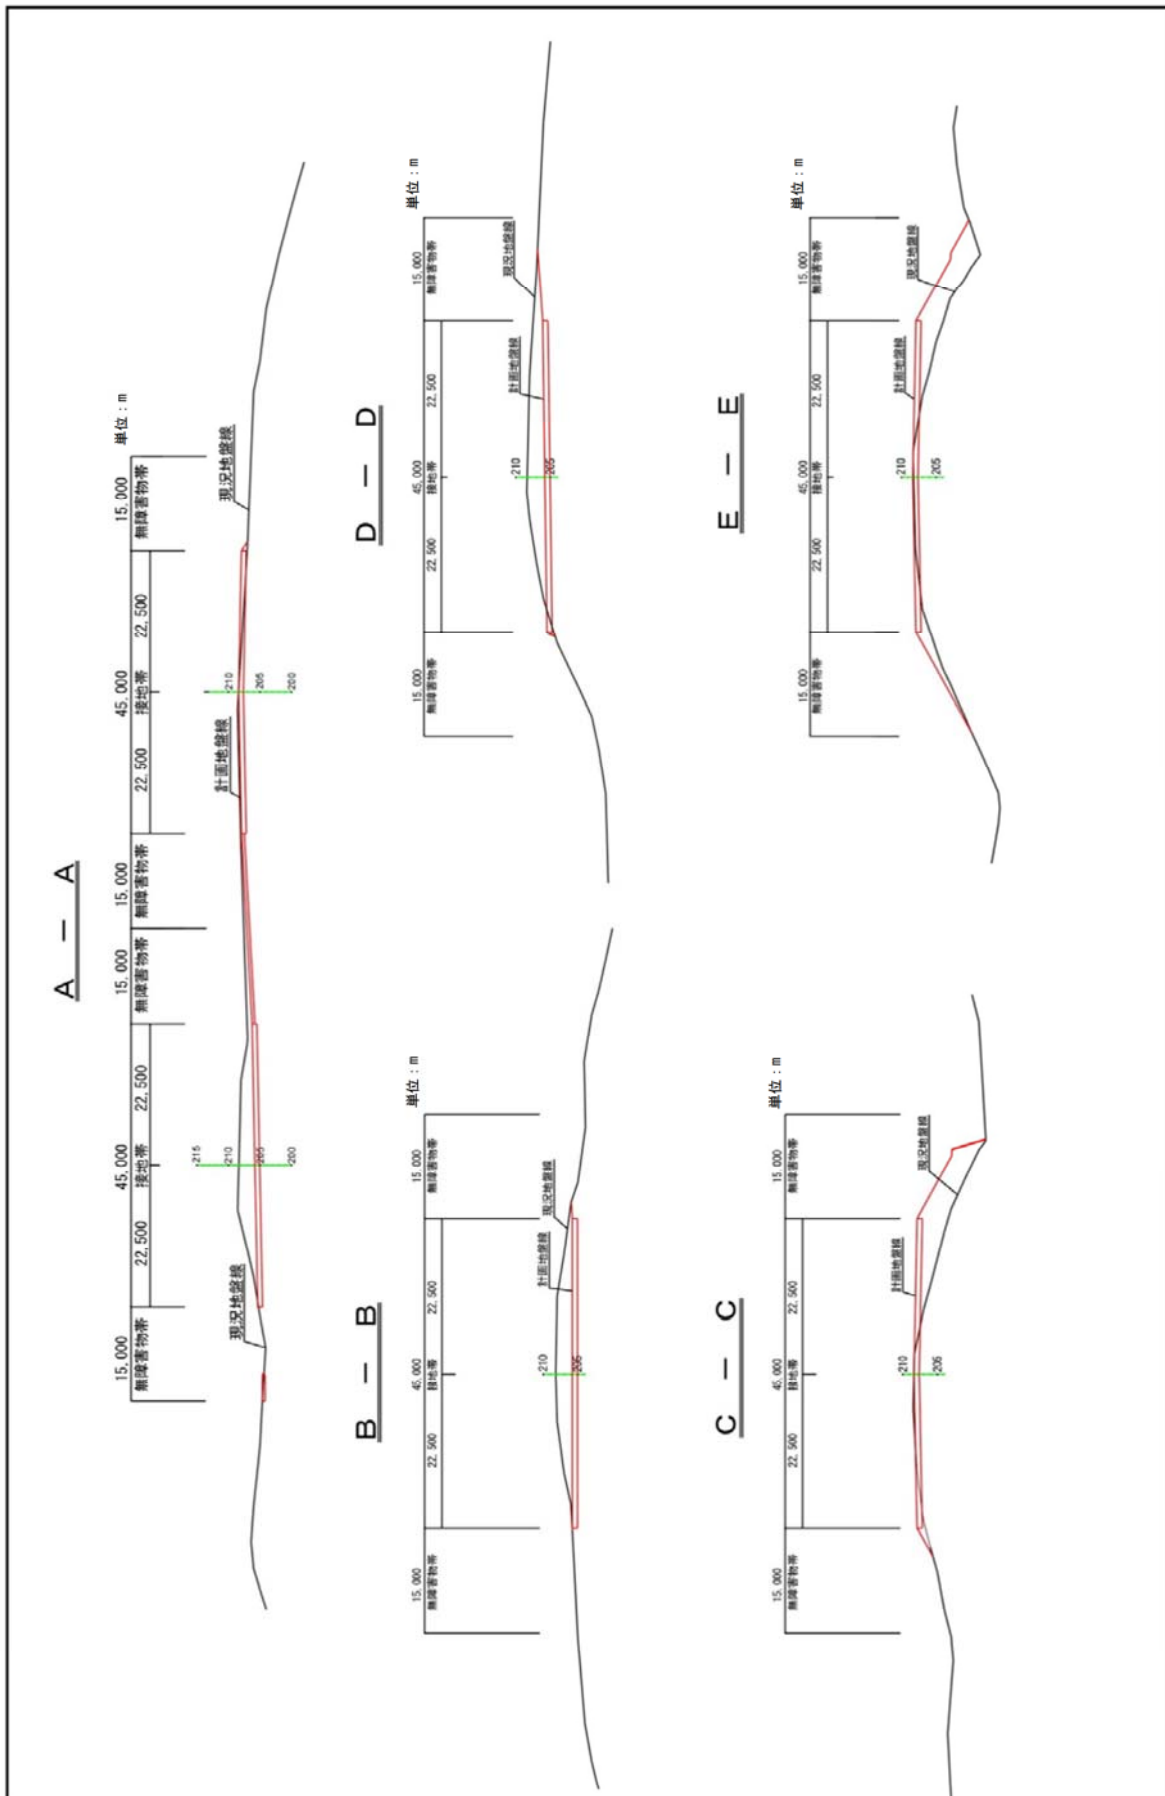 A － A
単位：m
15,000 45,000 15,000 15,000 45,000 15,000
無障害物帯 22,500 接地帯 22,500 無障害物帯 無障害物帯 22,500 接地帯 22,500 無障害物帯
215
210
205
200
210
205
200
現況地盤線
計画地盤線
現況地盤線
B － B
単位：m
15,000 45,000 15,000
無障害物帯 22,500 接地帯 22,500 無障害物帯
210
205
計画地盤線
現況地盤線
D － D
単位：m
15,000 45,000 15,000
無障害物帯 22,500 接地帯 22,500 無障害物帯
210
205
計画地盤線
現況地盤線
C － C
単位：m
15,000 45,000 15,000
無障害物帯 22,500 接地帯 22,500 無障害物帯
210
205
計画地盤線
現況地盤線
E － E
単位：m
15,000 45,000 15,000
無障害物帯 22,500 接地帯 22,500 無障害物帯
210
205
計画地盤線
現況地盤線